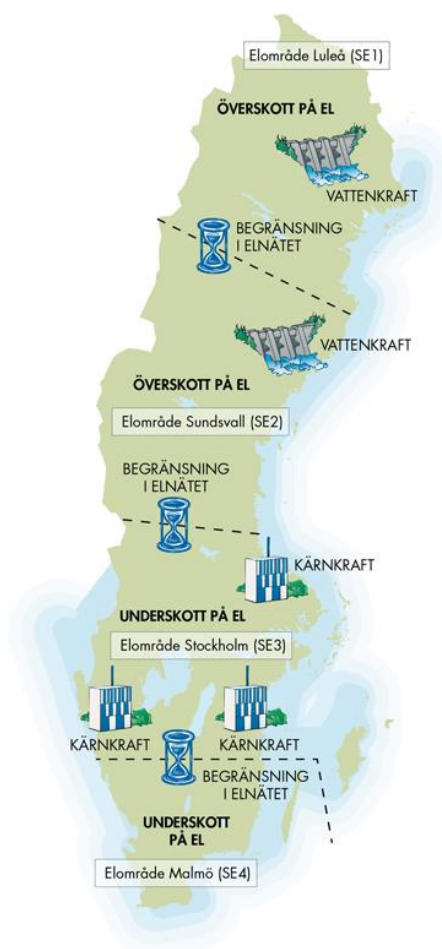 Elområde Luleå (SE1)
ÖVERSKOTT PÅ EL
VATTENKRAFT
BEGRÄNSNING
I ELNÄTET
VATTENKRAFT
ÖVERSKOTT PÅ EL
Elområde Sundsvall (SE2)
BEGRÄNSNING
I ELNÄTET
KÄRNKRAFT
UNDERSKOTT PÅ EL
Elområde Stockholm (SE3)
KÄRNKRAFT
KÄRNKRAFT
BEGRÄNSNING
I ELNÄTET
UNDERSKOTT
PÅ EL
Elområde Malmö (SE4)